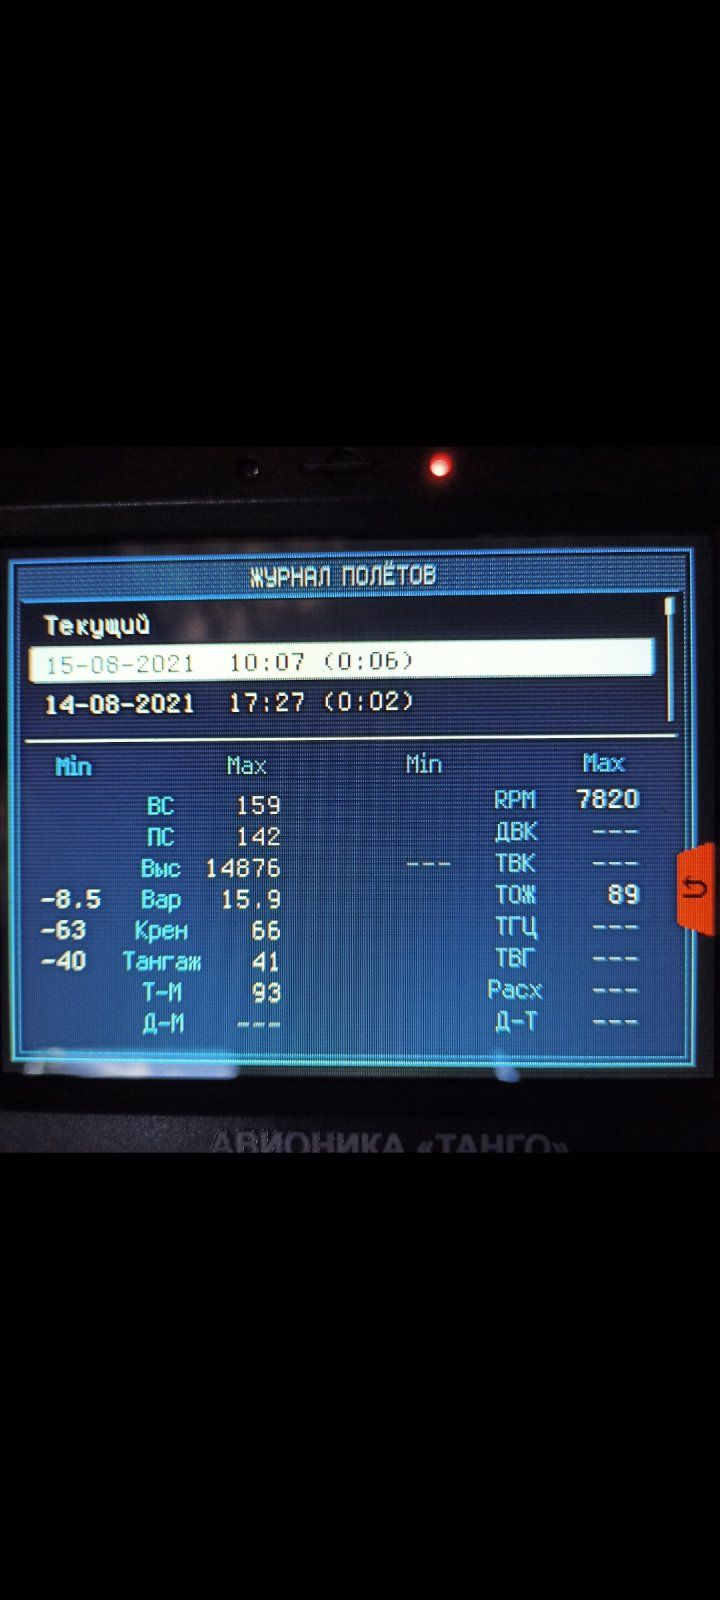 ЖУРНАЛ ПОЛЁТОВ
Текущий
15-08-2021 10:07 (0:06)
14-08-2021 17:27 (0:02)
Min Max Min Max
ВС 159 RPM 7820
ПС 142 ДВК ---
Выс 14876 --- ТВК ---
-8.5 Вар 15.9 ТОЖ 89
-63 Крен 66 ТГЦ ---
-40 Тангаж 41 ТВГ ---
Т-М 93 Расх ---
Д-М --- Д-Т ---
АВИОНИКА «ТАНГО»